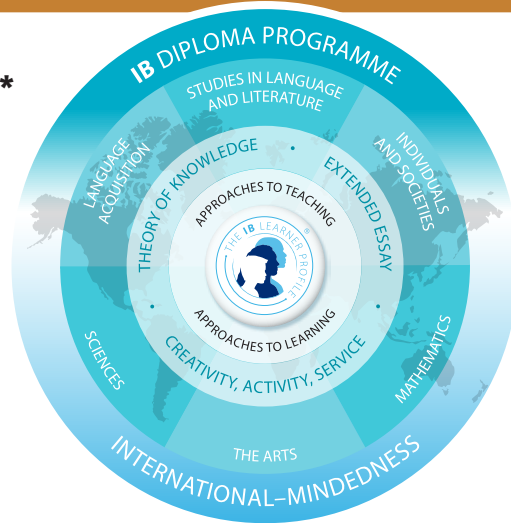 *
IB DIPLOMA PROGRAMME
STUDIES IN LANGUAGE
AND LITERATURE
LANGUAGE
ACQUISITION
INDIVIDUALS
AND SOCIETIES
THEORY OF KNOWLEDGE
•
EXTENDED ESSAY
APPROACHES TO TEACHING
THE IB LEARNER PROFILE
®
APPROACHES TO LEARNING
•
CREATIVITY, ACTIVITY, SERVICE
•
SCIENCES
MATHEMATICS
THE ARTS
INTERNATIONAL–MINDEDNESS